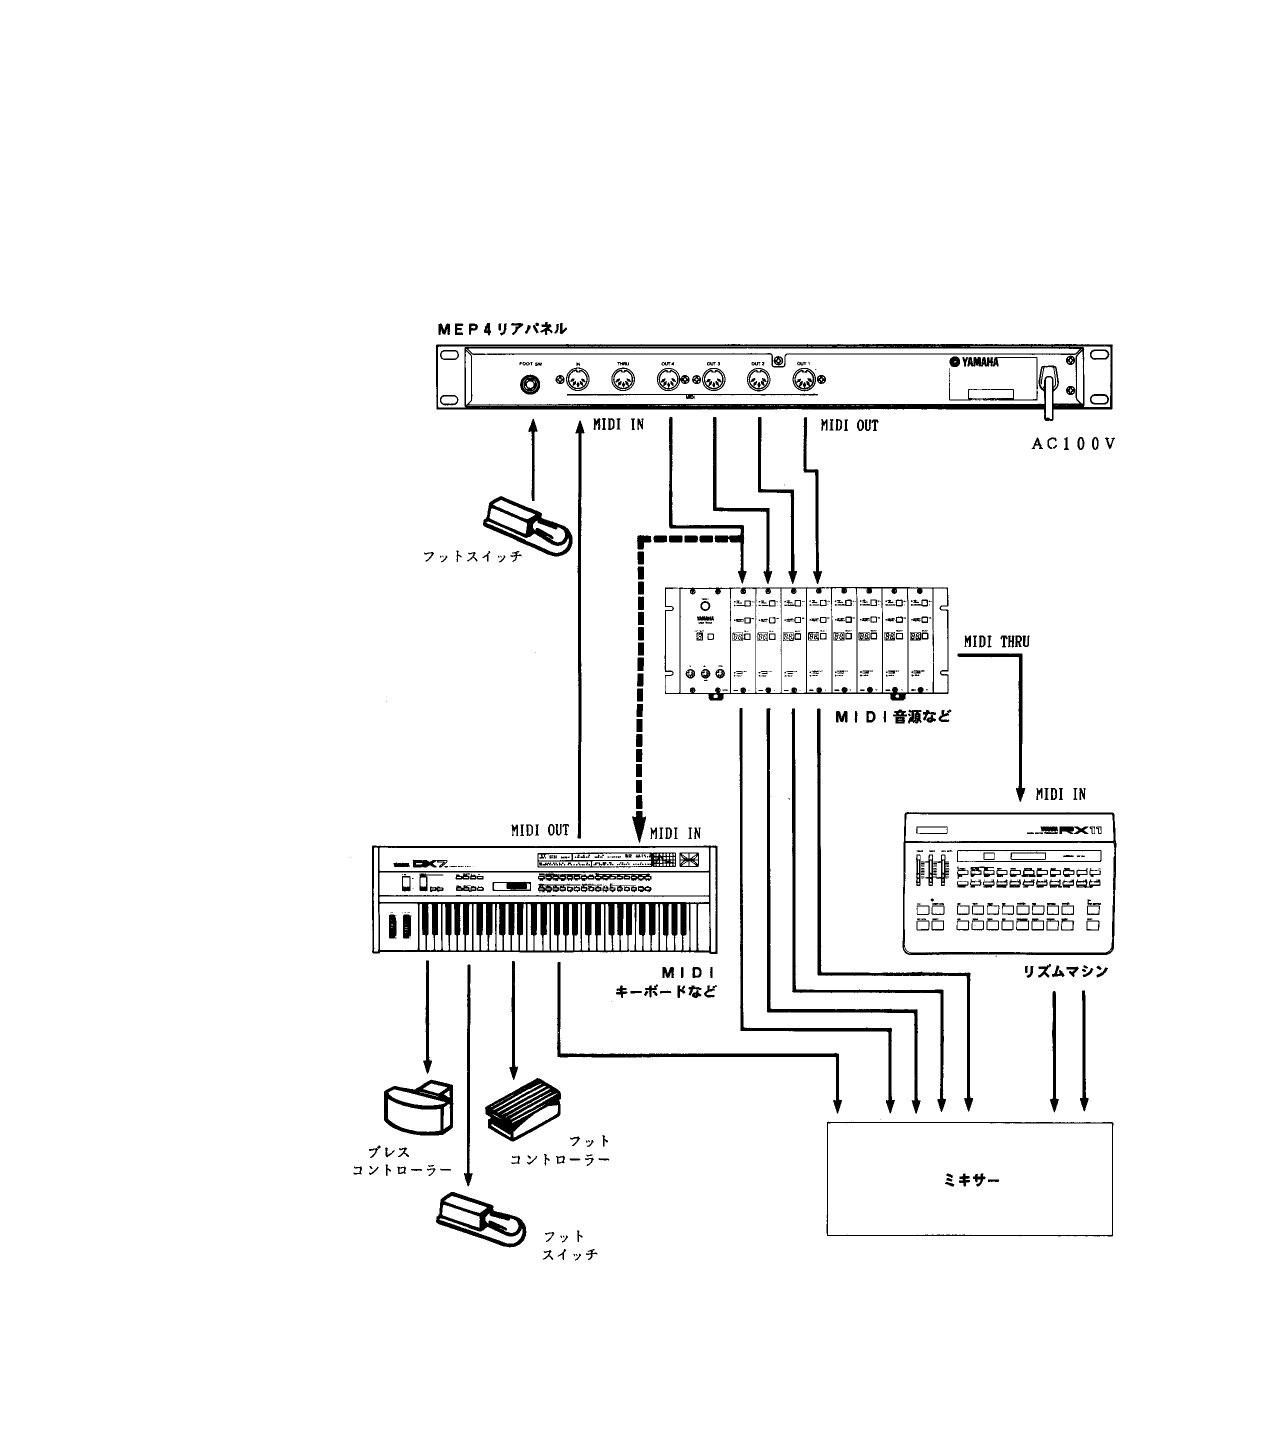 MEP4リアパネル
FOOT SW
IN
THRU
OUT 4
OUT 3
OUT 2
OUT 1
MIDI
YAMAHA
MIDI IN
MIDI OUT
AC100V
フットスイッチ
YAMAHA
MIDI THRU
MIDI音源など
MIDI IN
MIDI OUT
MIDI IN
YAMAHA RX11
YAMAHA DX7
リズムマシン
MIDI
キーボードなど
ブレス
コントローラー
フット
コントローラー
ミキサー
フット
スイッチ